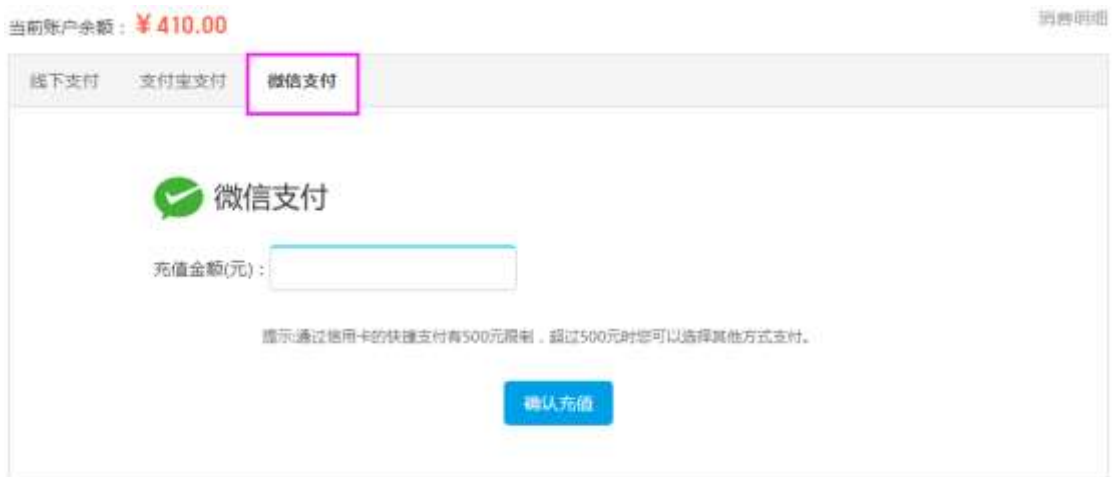 当前账户余额：￥410.00
消费明细
线下支付 支付宝支付 微信支付
微信支付
充值金额(元)：
提示:通过信用卡的快捷支付有500元限制，超过500元时您可以选择其他方式支付。
确认充值